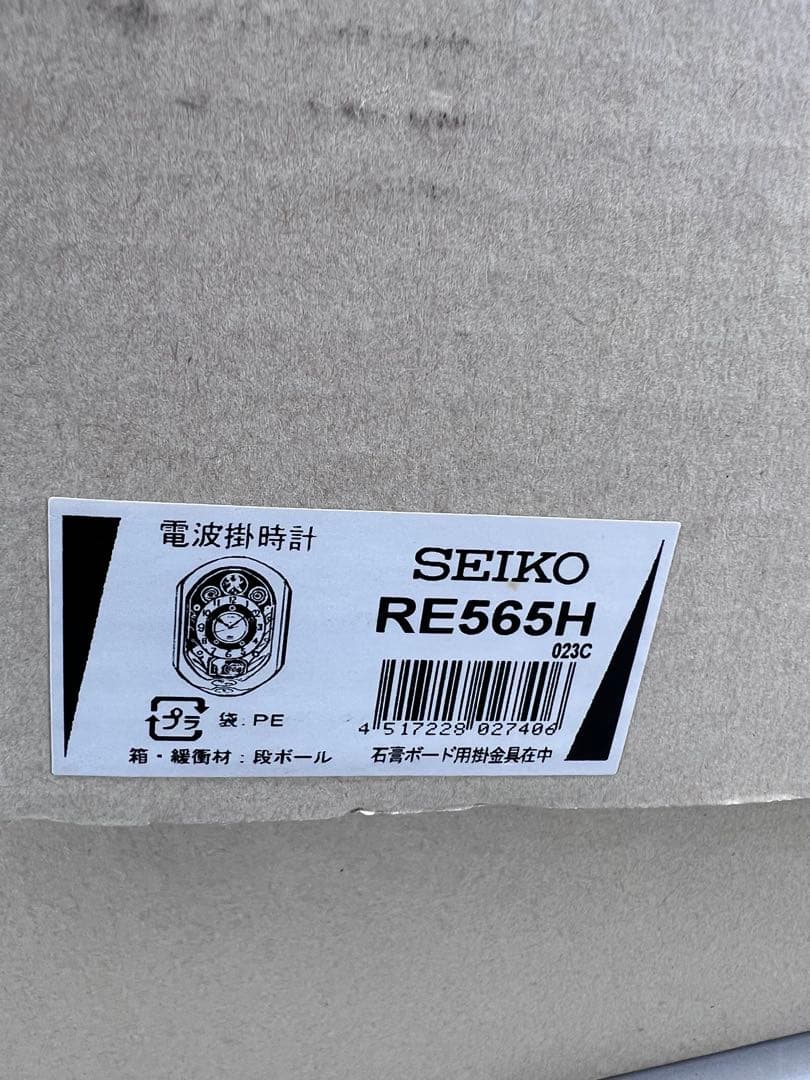 電波掛時計
SEIKO
RE565H
023C
プラ 袋.PE
4 517228 027406
箱・緩衝材：段ボール
石膏ボード用掛金具在中